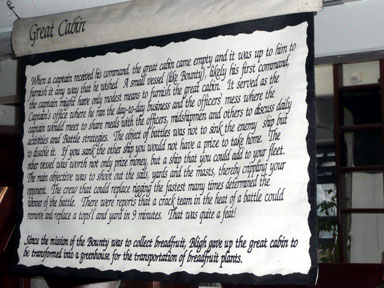 Great Cabin
When a captain received his command, the great cabin came empty and it was up to him to
furnish it any way that he wished. A small vessel (like Bounty), likely his first command,
the captain might have only modest means to furnish the great cabin. It served as the
Captain's office where he ran the day-to-day business and the officers' mess where the
captain would meet to share meals with the officers, midshipmen and others to discuss daily
activities and battle strategies. The object of battles was not to sink the enemy ship but
to disable it. If you sank the other ship you would not have a prize to take home. The
other vessel was worth not only prize money, but a ship that you could add to your fleet.
The main objective was to shoot out the sails, yards and the masts, thereby crippling your
opponent. The crew that could replace rigging the fastest many times determined the
winner of the battle. There were reports that a crack team in the heat of a battle could
remove and replace a tops'l yard in 9 minutes. That was quite a feat!
Since the mission of the Bounty was to collect breadfruit, Bligh gave up the great cabin to
be transformed into a greenhouse for the transportation of breadfruit plants.